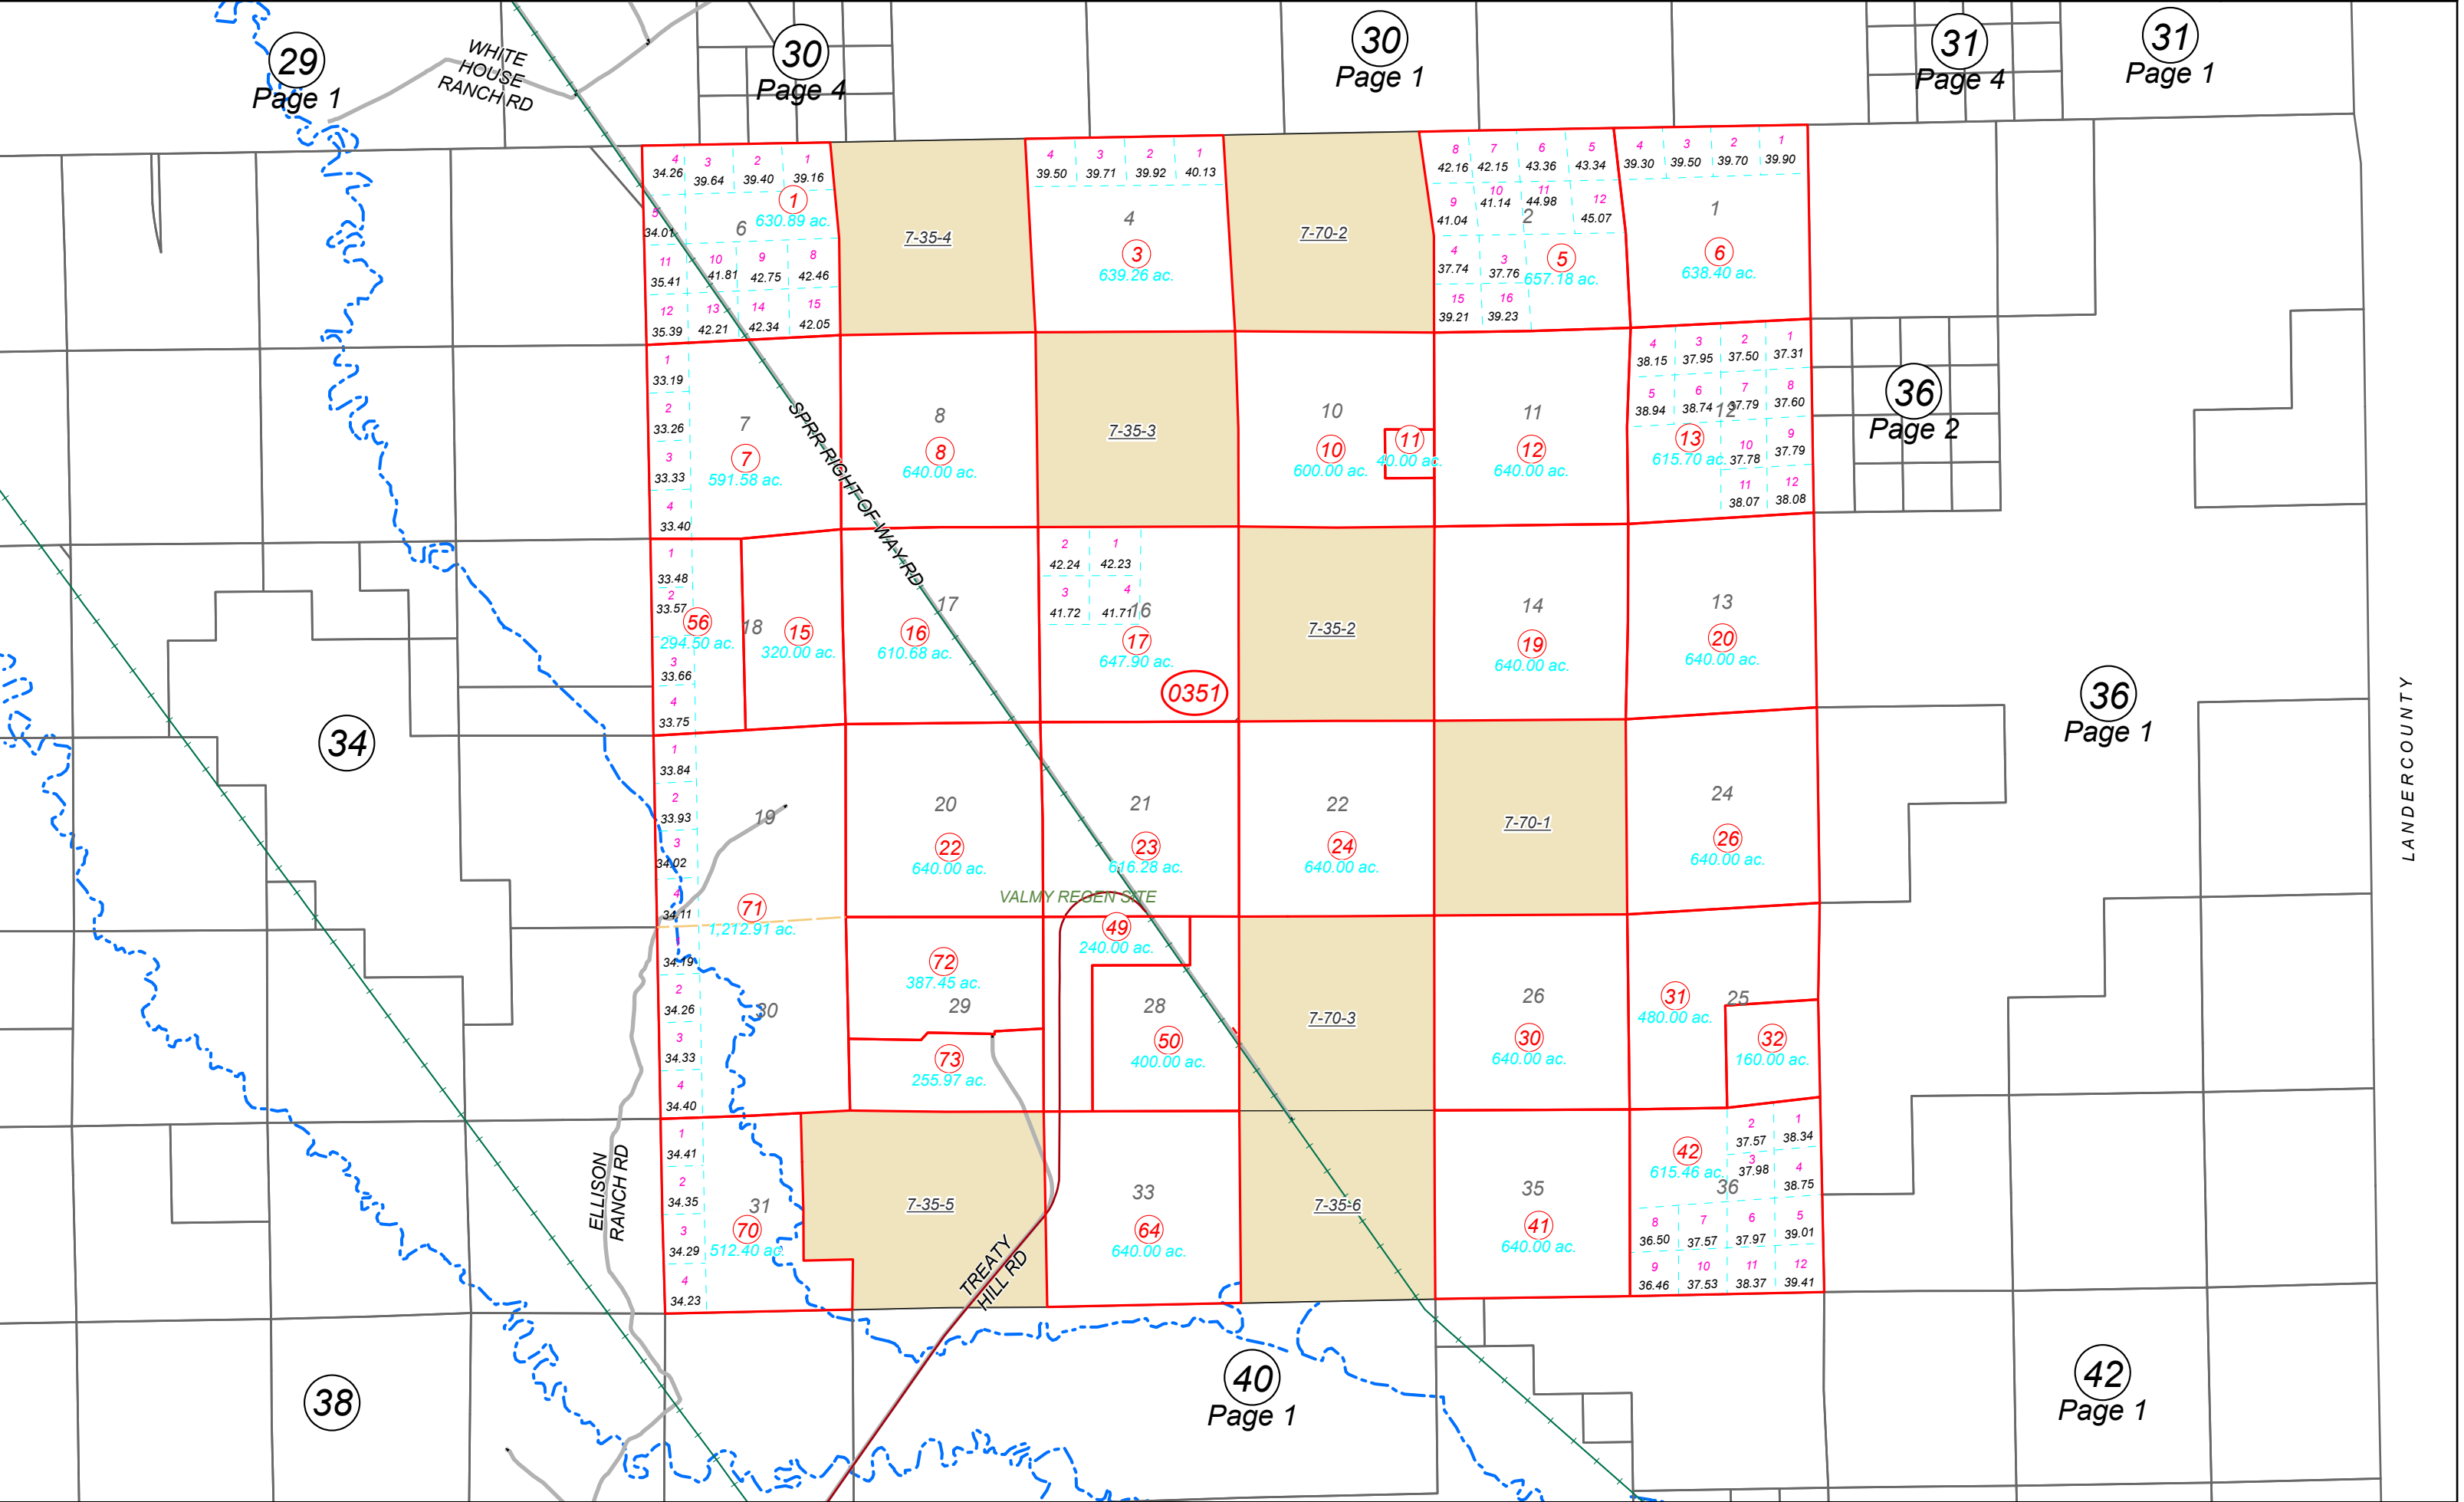 29
Page 1
WHITE
HOUSE
RANCH RD
30
Page 4
30
Page 1
31
Page 4
31
Page 1
4 3 2 1
34.26 39.64 39.40 39.16
1
630.89 ac.
5
34.01
6
11 10 9 8
35.41 41.81 42.75 42.46
12 13 14 15
35.39 42.21 42.34 42.05
7-35-4
4 3 2 1
39.50 39.71 39.92 40.13
4
3
639.26 ac.
7-70-2
8 7 6 5
42.16 42.15 43.36 43.34
9 10 11 12
41.04 41.14 44.98 45.07
2
4 3
37.74 37.76
5
657.18 ac.
15 16
39.21 39.23
4 3 2 1
39.30 39.50 39.70 39.90
1
6
638.40 ac.
1
33.19
2
33.26
3
33.33
4
33.40
7
7
591.58 ac.
8
8
640.00 ac.
SPRR-RIGHT-OF-WAY-RD
7-35-3
10
10
600.00 ac.
11
40.00 ac.
11
12
640.00 ac.
4 3 2 1
38.15 37.95 37.50 37.31
5 6 7 8
38.94 38.74 37.79 37.60
12
13
615.70 ac.
10 9
37.78 37.79
11 12
38.07 38.08
36
Page 2
1
33.48
2
33.57
56
294.50 ac.
3
33.66
4
33.75
18
15
320.00 ac.
17
16
610.68 ac.
2 1
42.24 42.23
3 4
41.72 41.71
16
17
647.90 ac.
0351
7-35-2
14
19
640.00 ac.
13
20
640.00 ac.
36
Page 1
LANDERCOUNTY
34
1
33.84
2
33.93
3
34.02
4
34.11
19
71
1,212.91 ac.
20
22
640.00 ac.
21
23
616.28 ac.
VALMY REGEN SITE
22
24
640.00 ac.
7-70-1
24
26
640.00 ac.
34.19
2
34.26
3
34.33
4
34.40
30
72
387.45 ac.
29
73
255.97 ac.
49
240.00 ac.
28
50
400.00 ac.
7-70-3
26
30
640.00 ac.
31
480.00 ac.
25
32
160.00 ac.
ELLISON
RANCH RD
1
34.41
2
34.35
3
34.29
4
34.23
31
70
512.40 ac.
7-35-5
TREATY
HILL RD
33
64
640.00 ac.
7-35-6
35
41
640.00 ac.
42
615.46 ac.
2 1
37.57 38.34
3 4
37.98 38.75
36
8 7 6 5
36.50 37.57 37.97 39.01
9 10 11 12
36.46 37.53 38.37 39.41
38
40
Page 1
42
Page 1